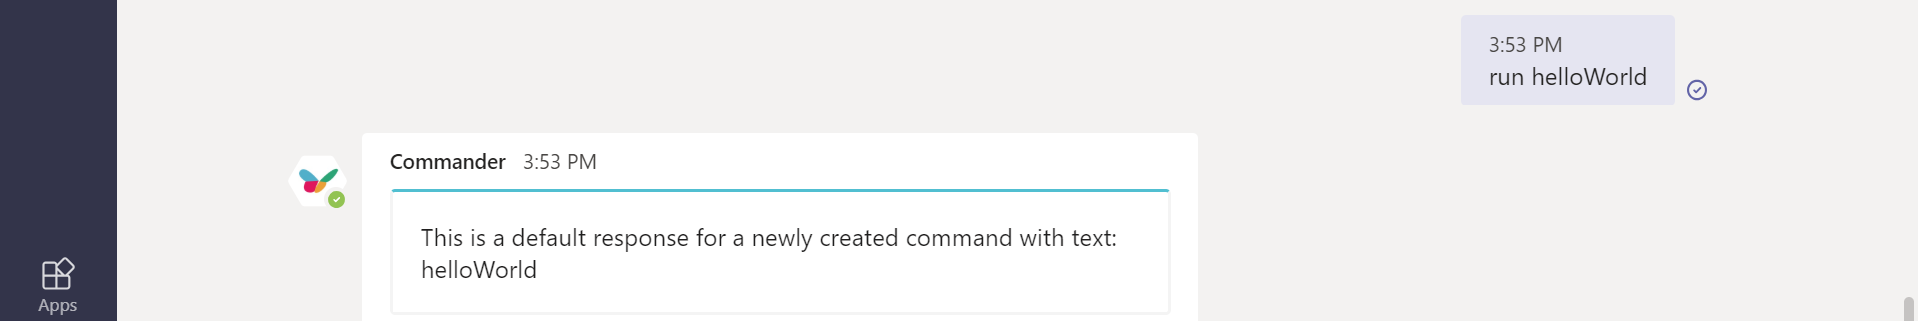 3:53 PM
run helloWorld
Commander 3:53 PM
This is a default response for a newly created command with text:
helloWorld
Apps